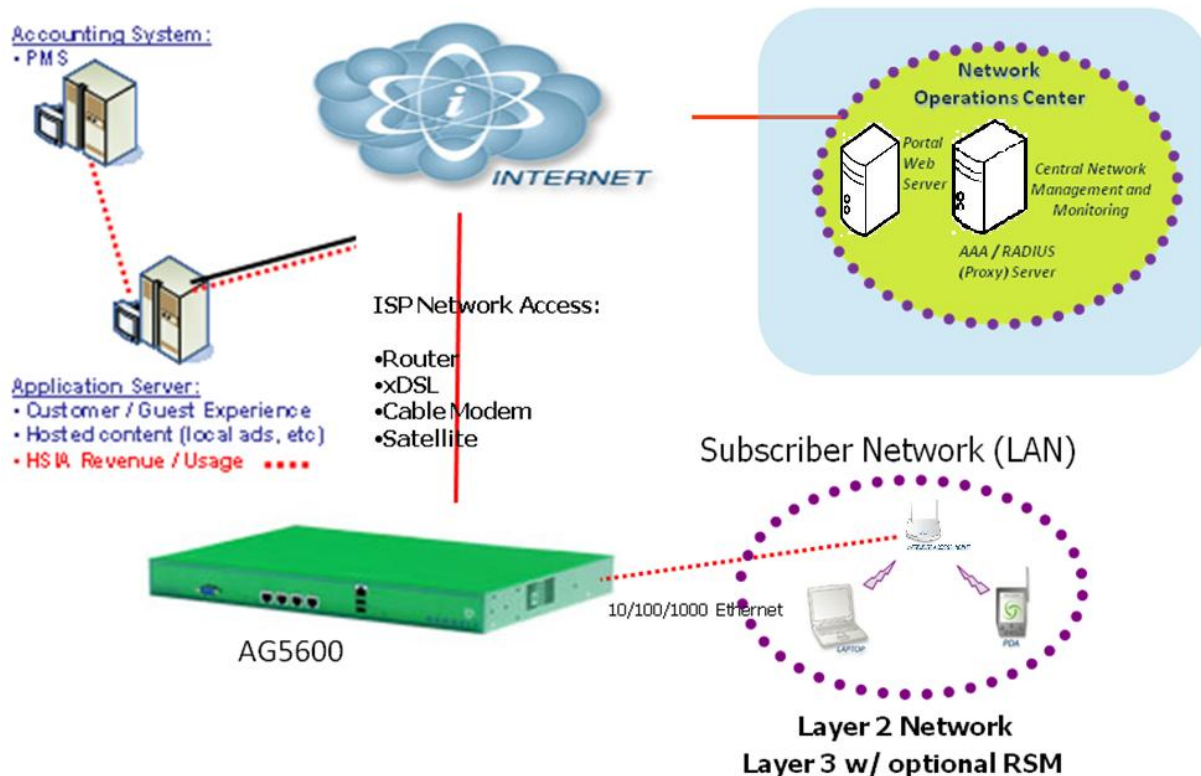 Accounting System:
• PMS
INTERNET
Network
Operations Center
Portal
Web
Server
Central Network
Management and
Monitoring
AAA / RADIUS
(Proxy) Server
ISP Network Access:
•Router
•xDSL
•Cable Modem
•Satellite
Application Server:
• Customer / Guest Experience
• Hosted content (local ads, etc)
• HSIA Revenue / Usage
Subscriber Network (LAN)
LAPTOP
PDA
10/100/1000 Ethernet
AG5600
Layer 2 Network
Layer 3 w/ optional RSM